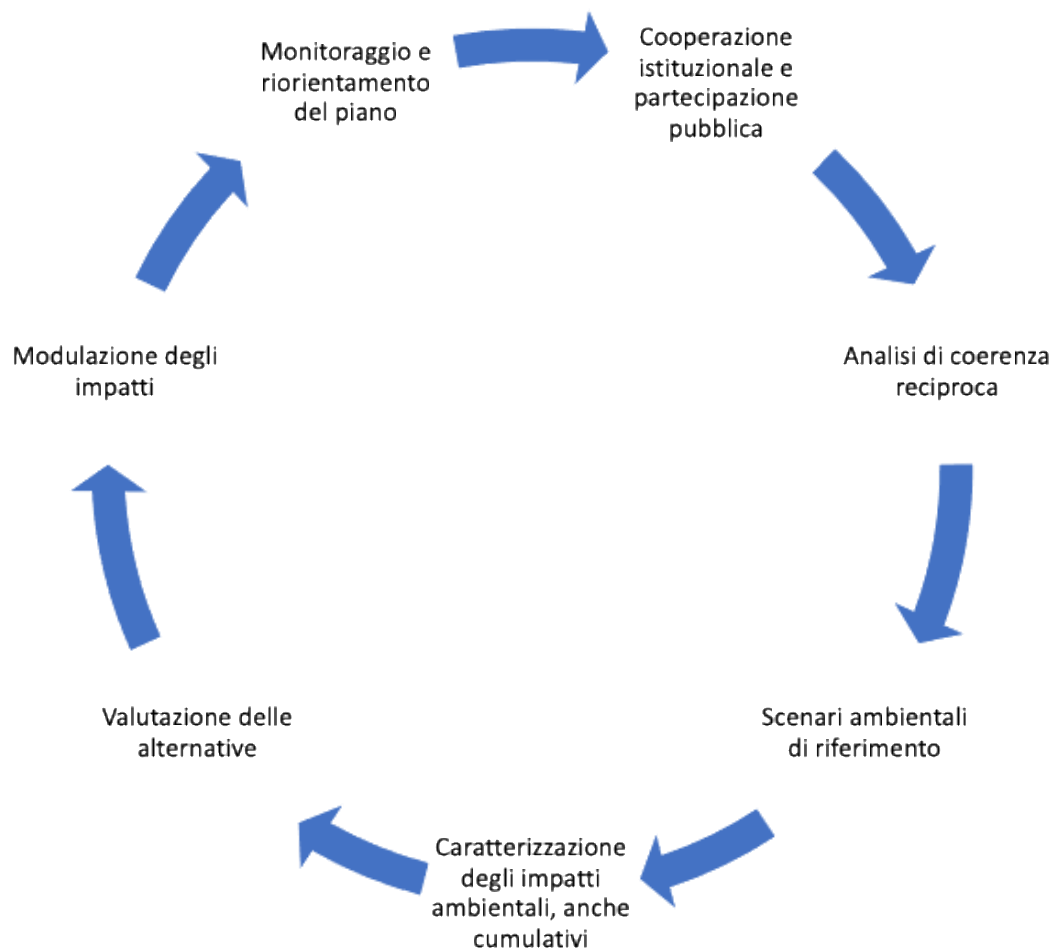 Monitoraggio e
riorientamento
del piano
Cooperazione
istituzionale e
partecipazione
pubblica
Analisi di coerenza
reciproca
Scenari ambientali
di riferimento
Caratterizzazione
degli impatti
ambientali, anche
cumulativi
Valutazione delle
alternative
Modulazione degli
impatti